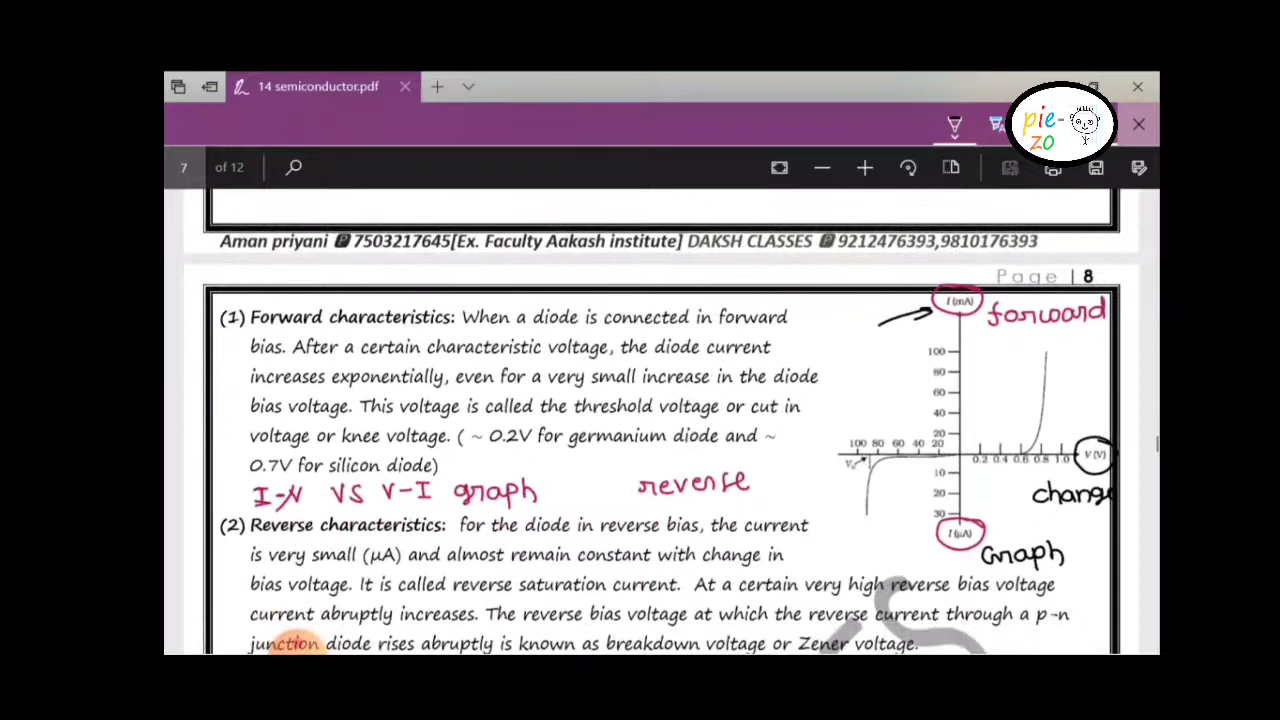 14 semiconductor.pdf
pie-
zo
7 of 12
Aman priyani 7503217645[Ex. Faculty Aakash institute] DAKSH CLASSES 9212476393,9810176393
Page | 8
(1) Forward characteristics: When a diode is connected in forward
bias. After a certain characteristic voltage, the diode current
increases exponentially, even for a very small increase in the diode
bias voltage. This voltage is called the threshold voltage or cut in
voltage or knee voltage. ( ~ 0.2V for germanium diode and ~
0.7V for silicon diode)
I-V VS V-I graph reverse
(2) Reverse characteristics: for the diode in reverse bias, the current
is very small (μA) and almost remain constant with change in
bias voltage. It is called reverse saturation current. At a certain very high reverse bias voltage
current abruptly increases. The reverse bias voltage at which the reverse current through a p-n
junction diode rises abruptly is known as breakdown voltage or Zener voltage.
I (mA) forward
100
80
60
40
20
100 80 60 40 20
0.2 0.4 0.6 0.8 1.0 V (V)
10
20
30
change
I (μA)
Graph